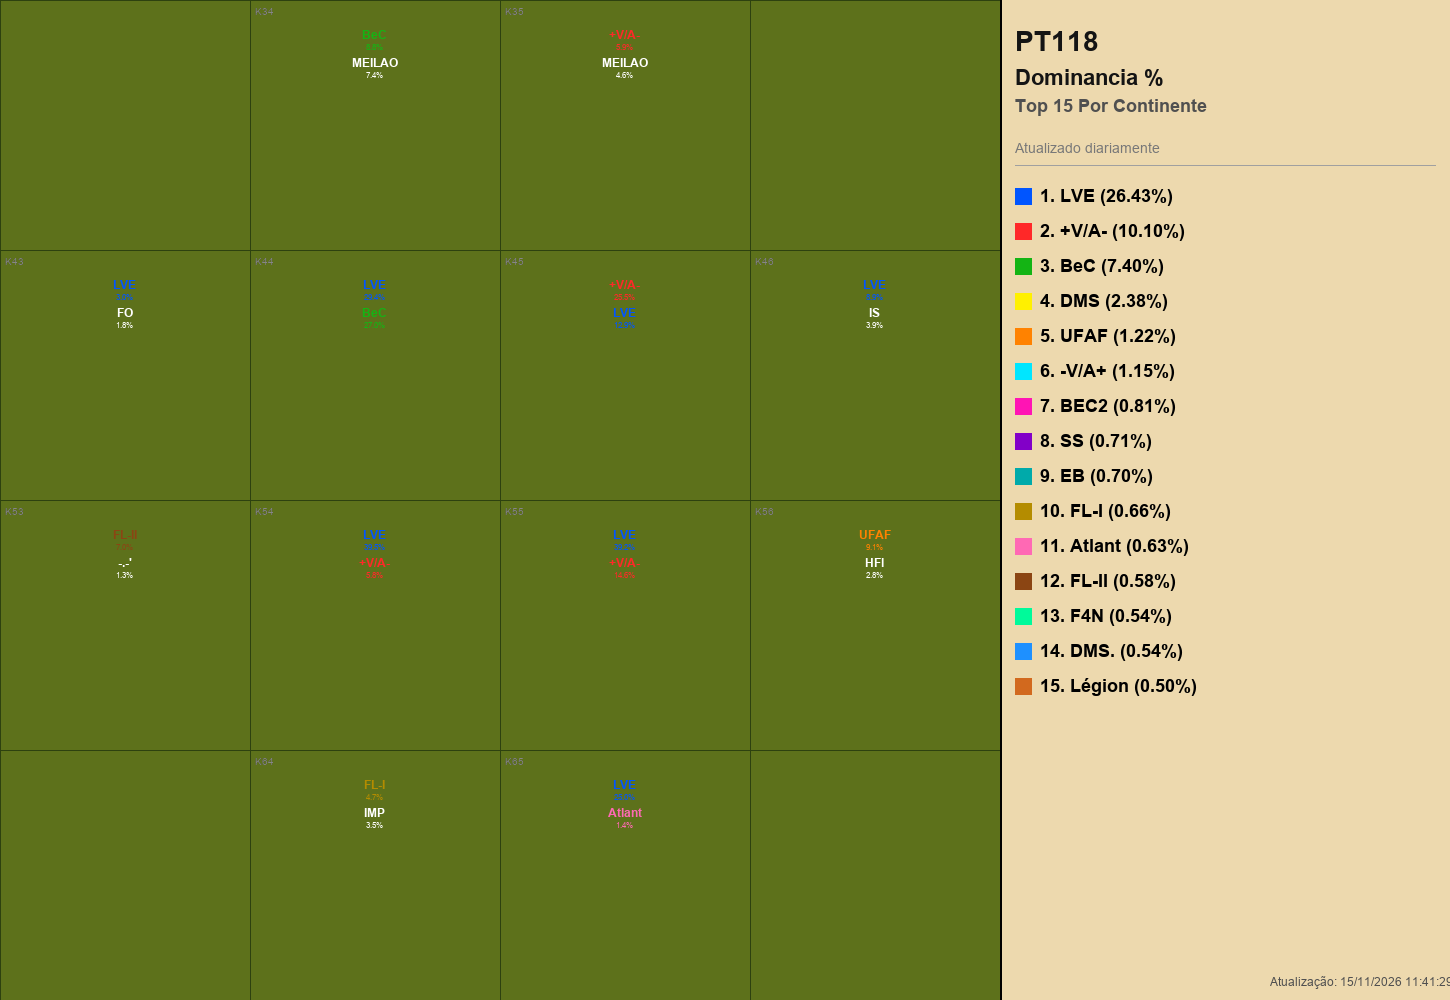 K34
BeC
MEILAO
7.4%
K35
+V/A-
MEILAO
4.6%
K43
LVE
FO
1.8%
K44
LVE
BeC
K45
+V/A-
LVE
K46
LVE
IS
3.9%
K53
FL-II
-.-'
1.3%
K54
LVE
+V/A-
K55
LVE
+V/A-
K56
UFAF
9.1%
HFI
2.8%
K64
FL-I
4.7%
IMP
3.5%
K65
LVE
Atlant
1.4%
PT118
Dominancia %
Top 15 Por Continente
Atualizado diariamente
1. LVE (26.43%)
2. +V/A- (10.10%)
3. BeC (7.40%)
4. DMS (2.38%)
5. UFAF (1.22%)
6. -V/A+ (1.15%)
7. BEC2 (0.81%)
8. SS (0.71%)
9. EB (0.70%)
10. FL-I (0.66%)
11. Atlant (0.63%)
12. FL-II (0.58%)
13. F4N (0.54%)
14. DMS. (0.54%)
15. Légion (0.50%)
Atualização: 15/11/2026 11:41:29